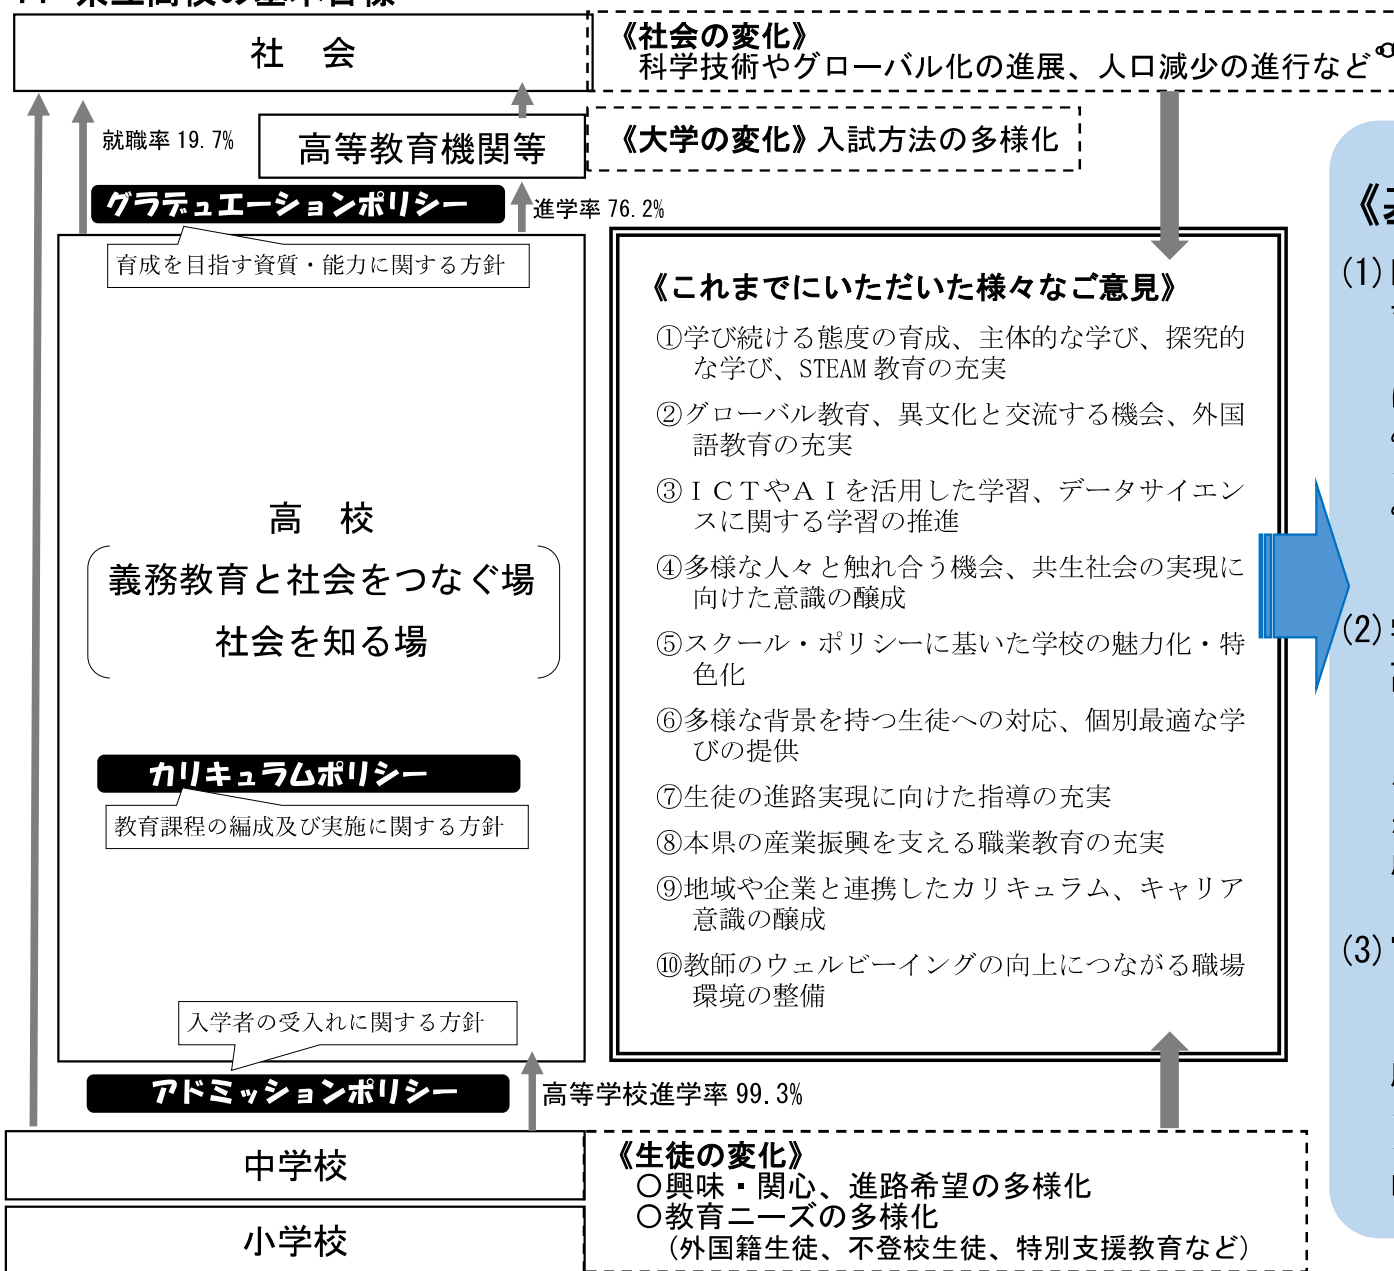 県立高校の基本目標
社　会
《社会の変化》
科学技術やグローバル化の進展、人口減少の進行など
就職率 19.7%
高等教育機関等
《大学の変化》入試方法の多様化
グラデュエーションポリシー
進学率 76.2%
育成を目指す資質・能力に関する方針
高　校
義務教育と社会をつなぐ場
社会を知る場
カリキュラムポリシー
教育課程の編成及び実施に関する方針
入学者の受入れに関する方針
アドミッションポリシー
高等学校進学率 99.3%
中学校
小学校
《これまでにいただいた様々なご意見》
①学び続ける態度の育成、主体的な学び、探究的
な学び、STEAM 教育の充実
②グローバル教育、異文化と交流する機会、外国
語教育の充実
③ＩＣＴやＡＩを活用した学習、データサイエン
スに関する学習の推進
④多様な人々と触れ合う機会、共生社会の実現に
向けた意識の醸成
⑤スクール・ポリシーに基いた学校の魅力化・特
色化
⑥多様な背景を持つ生徒への対応、個別最適な学
びの提供
⑦生徒の進路実現に向けた指導の充実
⑧本県の産業振興を支える職業教育の充実
⑨地域や企業と連携したカリキュラム、キャリア
意識の醸成
⑩教師のウェルビーイングの向上につながる職場
環境の整備
《生徒の変化》
○興味・関心、進路希望の多様化
○教育ニーズの多様化
（外国籍生徒、不登校生徒、特別支援教育など）
(1)
(2)
(3)